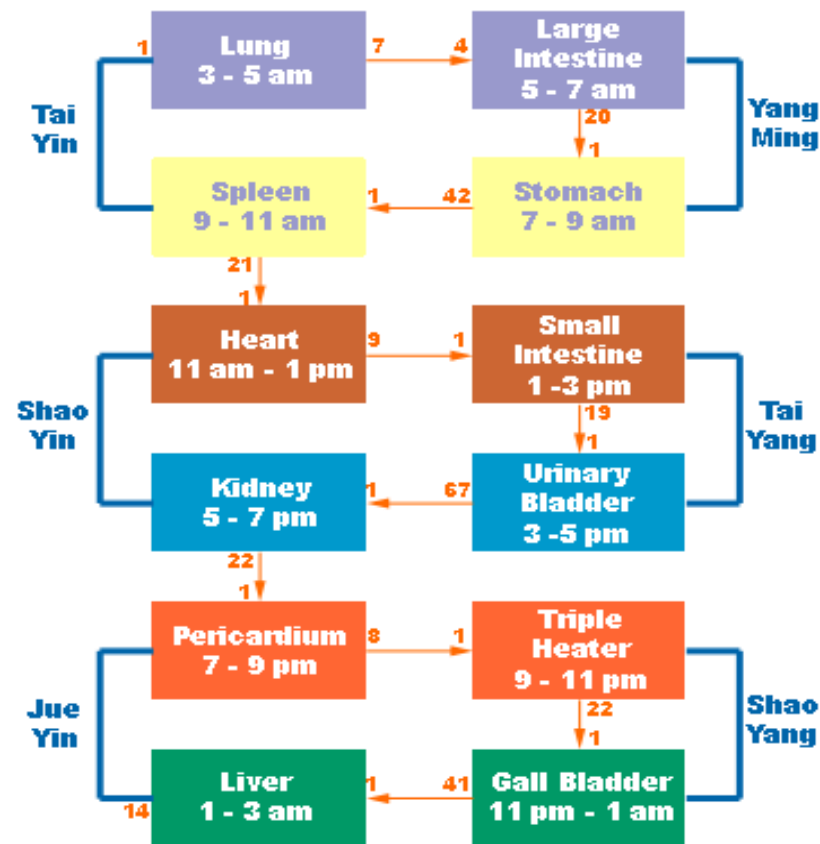 1
Lung
3 - 5 am
7
4
Large
Intestine
5 - 7 am
Tai
Yin
20
1
Yang
Ming
Spleen
9 - 11 am
1
42
Stomach
7 - 9 am
21
1
Heart
11 am - 1 pm
9
1
Small
Intestine
1 -3 pm
Shao
Yin
19
1
Tai
Yang
Kidney
5 - 7 pm
1
67
Urinary
Bladder
3 -5 pm
22
1
Pericardium
7 - 9 pm
8
1
Triple
Heater
9 - 11 pm
Jue
Yin
22
1
Shao
Yang
14
Liver
1 - 3 am
1
41
Gall Bladder
11 pm - 1 am